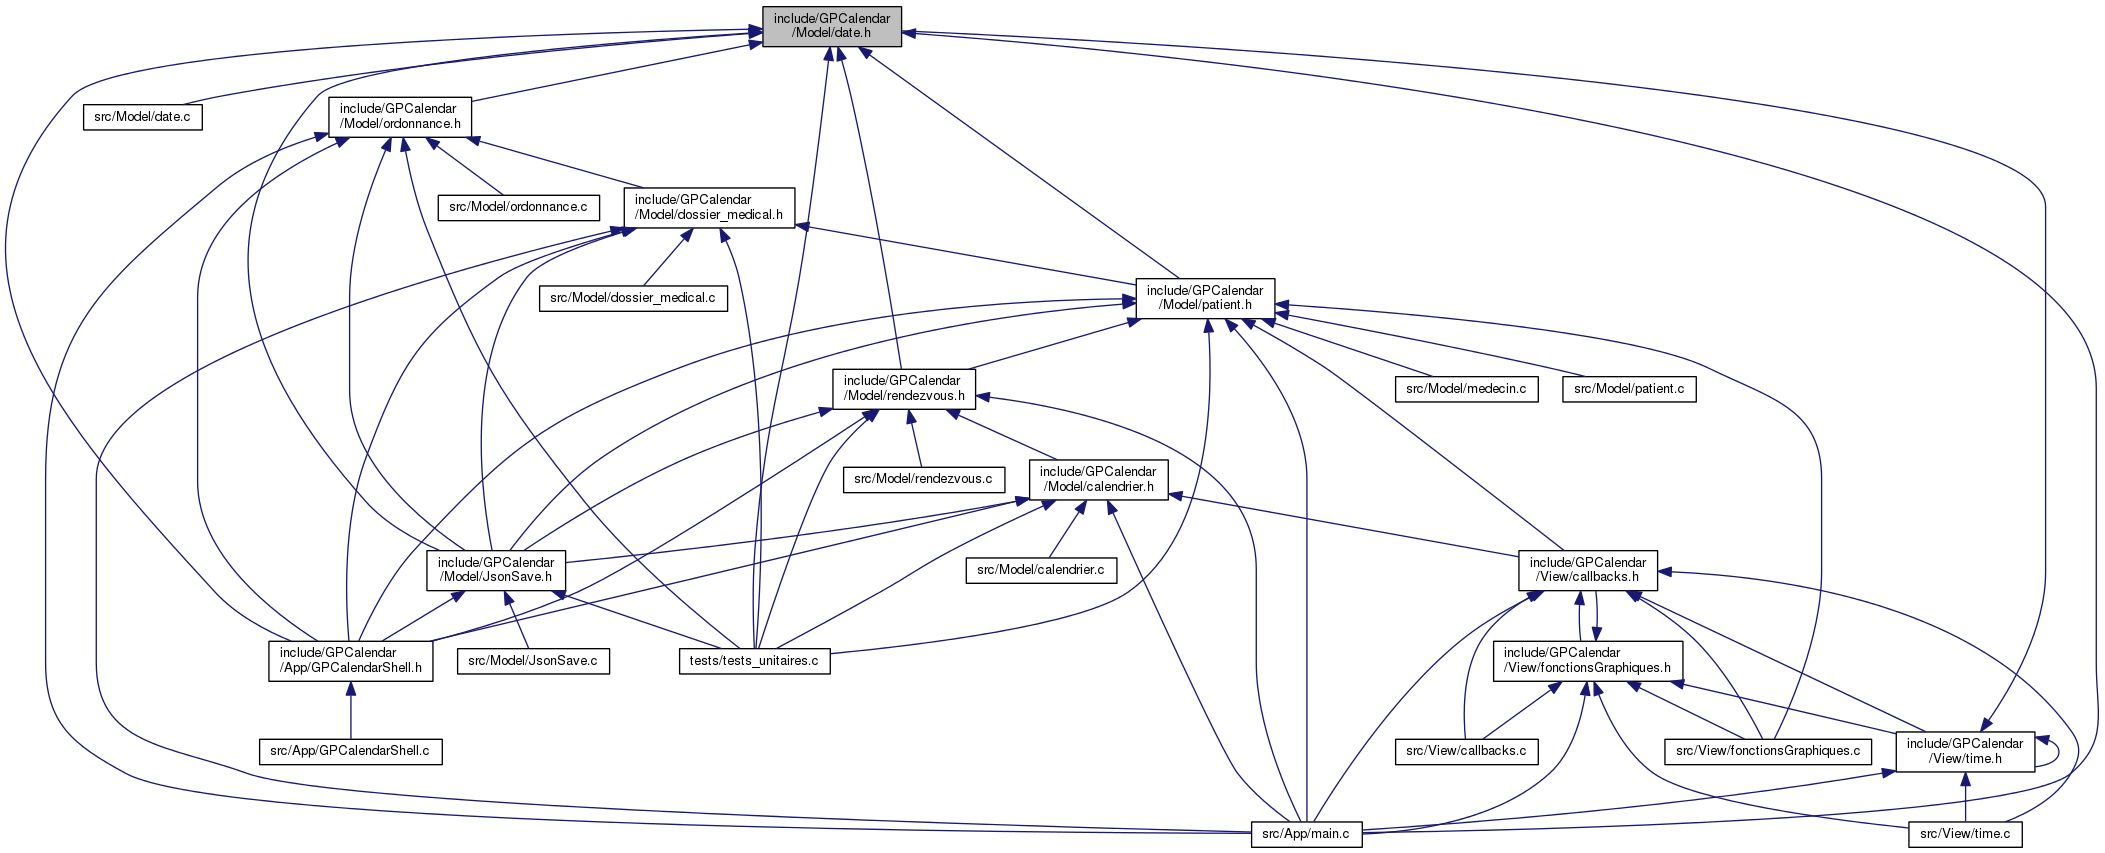 include/GPCalendar
/Model/date.h
src/Model/date.c
include/GPCalendar
/Model/ordonnance.h
src/Model/ordonnance.c
include/GPCalendar
/Model/dossier_medical.h
src/Model/dossier_medical.c
include/GPCalendar
/Model/patient.h
include/GPCalendar
/Model/rendezvous.h
src/Model/medecin.c
src/Model/patient.c
src/Model/rendezvous.c
include/GPCalendar
/Model/calendrier.h
include/GPCalendar
/Model/JsonSave.h
src/Model/calendrier.c
include/GPCalendar
/View/callbacks.h
include/GPCalendar
/App/GPCalendarShell.h
src/Model/JsonSave.c
tests/tests_unitaires.c
include/GPCalendar
/View/fonctionsGraphiques.h
src/App/GPCalendarShell.c
src/View/callbacks.c
src/View/fonctionsGraphiques.c
include/GPCalendar
/View/time.h
src/App/main.c
src/View/time.c